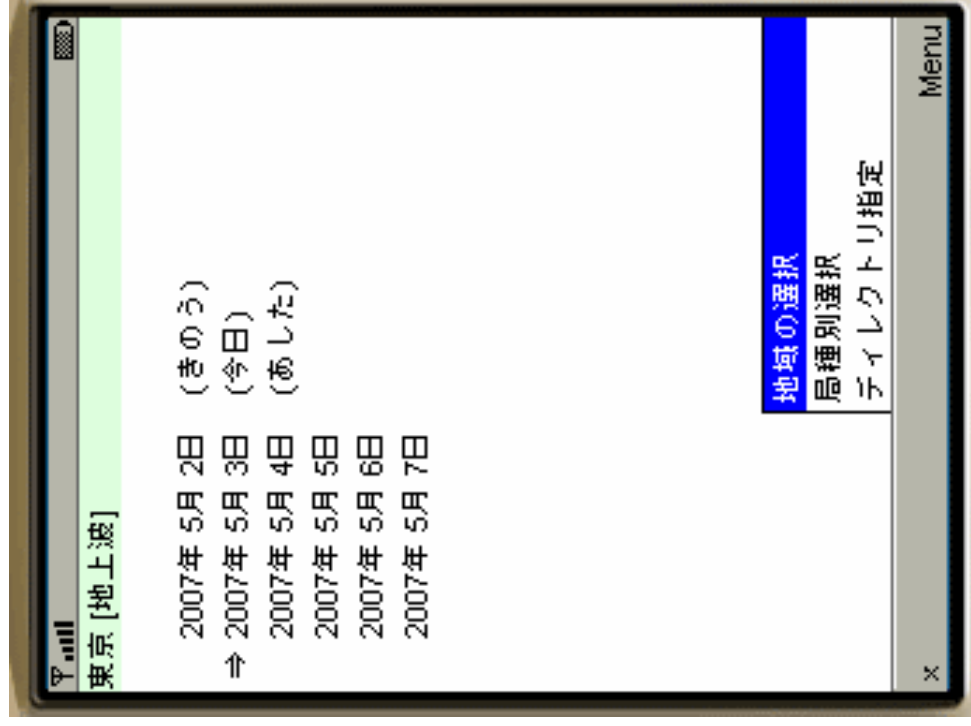 東京 [地上波]
2007年 5月 2日 (きのう)
⇒ 2007年 5月 3日 (今日)
2007年 5月 4日 (あした)
2007年 5月 5日
2007年 5月 6日
2007年 5月 7日
地域の選択
局種別選択
ディレクトリ指定
× Menu